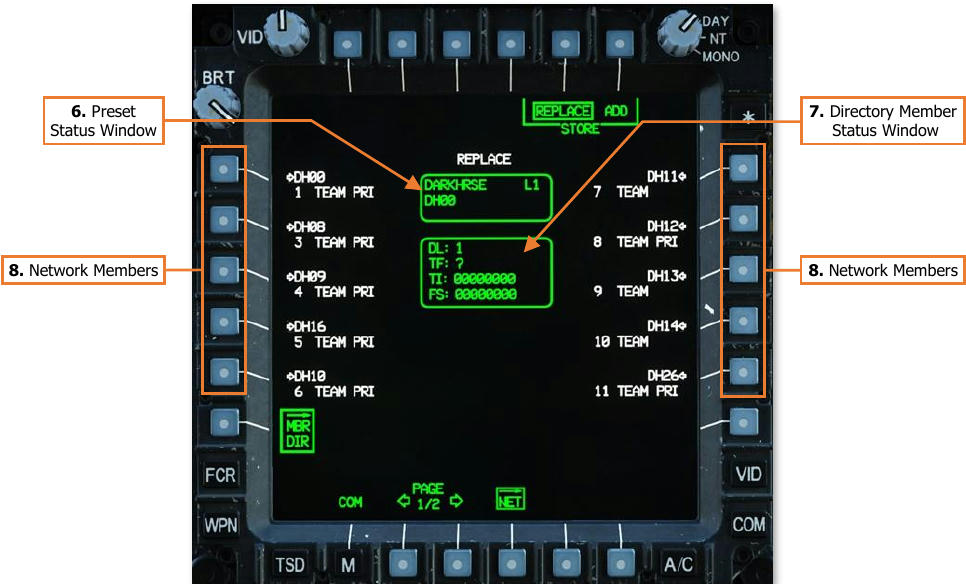 VID
DAY
NT
MONO
BRT
6. Preset
Status Window
7. Directory Member
Status Window
*
REPLACE ADD
STORE
REPLACE
DARKHRSE L1
DH00
DL: 1
TF: ?
TI: 00000000
FS: 00000000
8. Network Members
⇨DH00
1 TEAM PRI
⇨DH08
3 TEAM PRI
⇨DH09
4 TEAM PRI
⇨DH16
5 TEAM PRI
⇨DH10
6 TEAM PRI
DH11⇦
7 TEAM
DH12⇦
8 TEAM PRI
DH13⇦
9 TEAM
DH14⇦
10 TEAM
DH26⇦
11 TEAM PRI
8. Network Members
MBR
DIR
FCR
VID
WPN
COM
COM
PAGE
⇦ 1/2 ⇨
NET
TSD
M
A/C